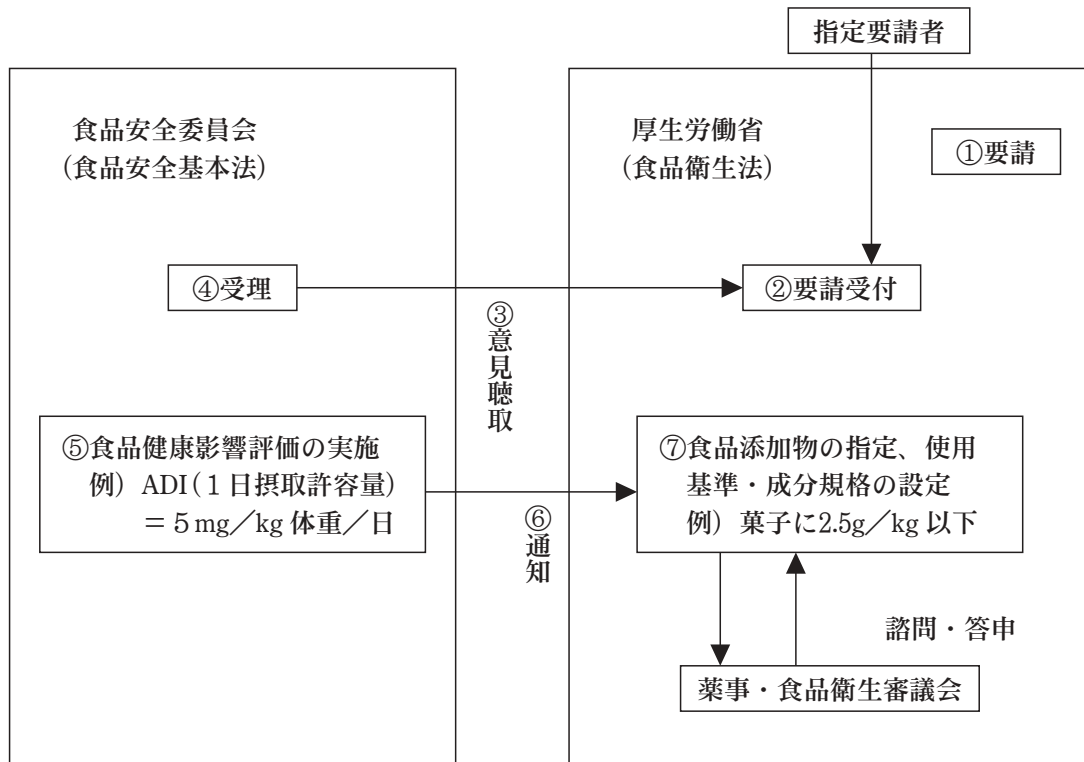 指定要請者
食品安全委員会
(食品安全基本法)
厚生労働省
(食品衛生法)
①要請
④受理
②要請受付
③意見聴取
⑤食品健康影響評価の実施
例）ADI（１日摂取許容量）
＝５mg／kg 体重／日
⑥通知
⑦食品添加物の指定、使用
基準・成分規格の設定
例）菓子に2.5g／kg 以下
諮問・答申
薬事・食品衛生審議会